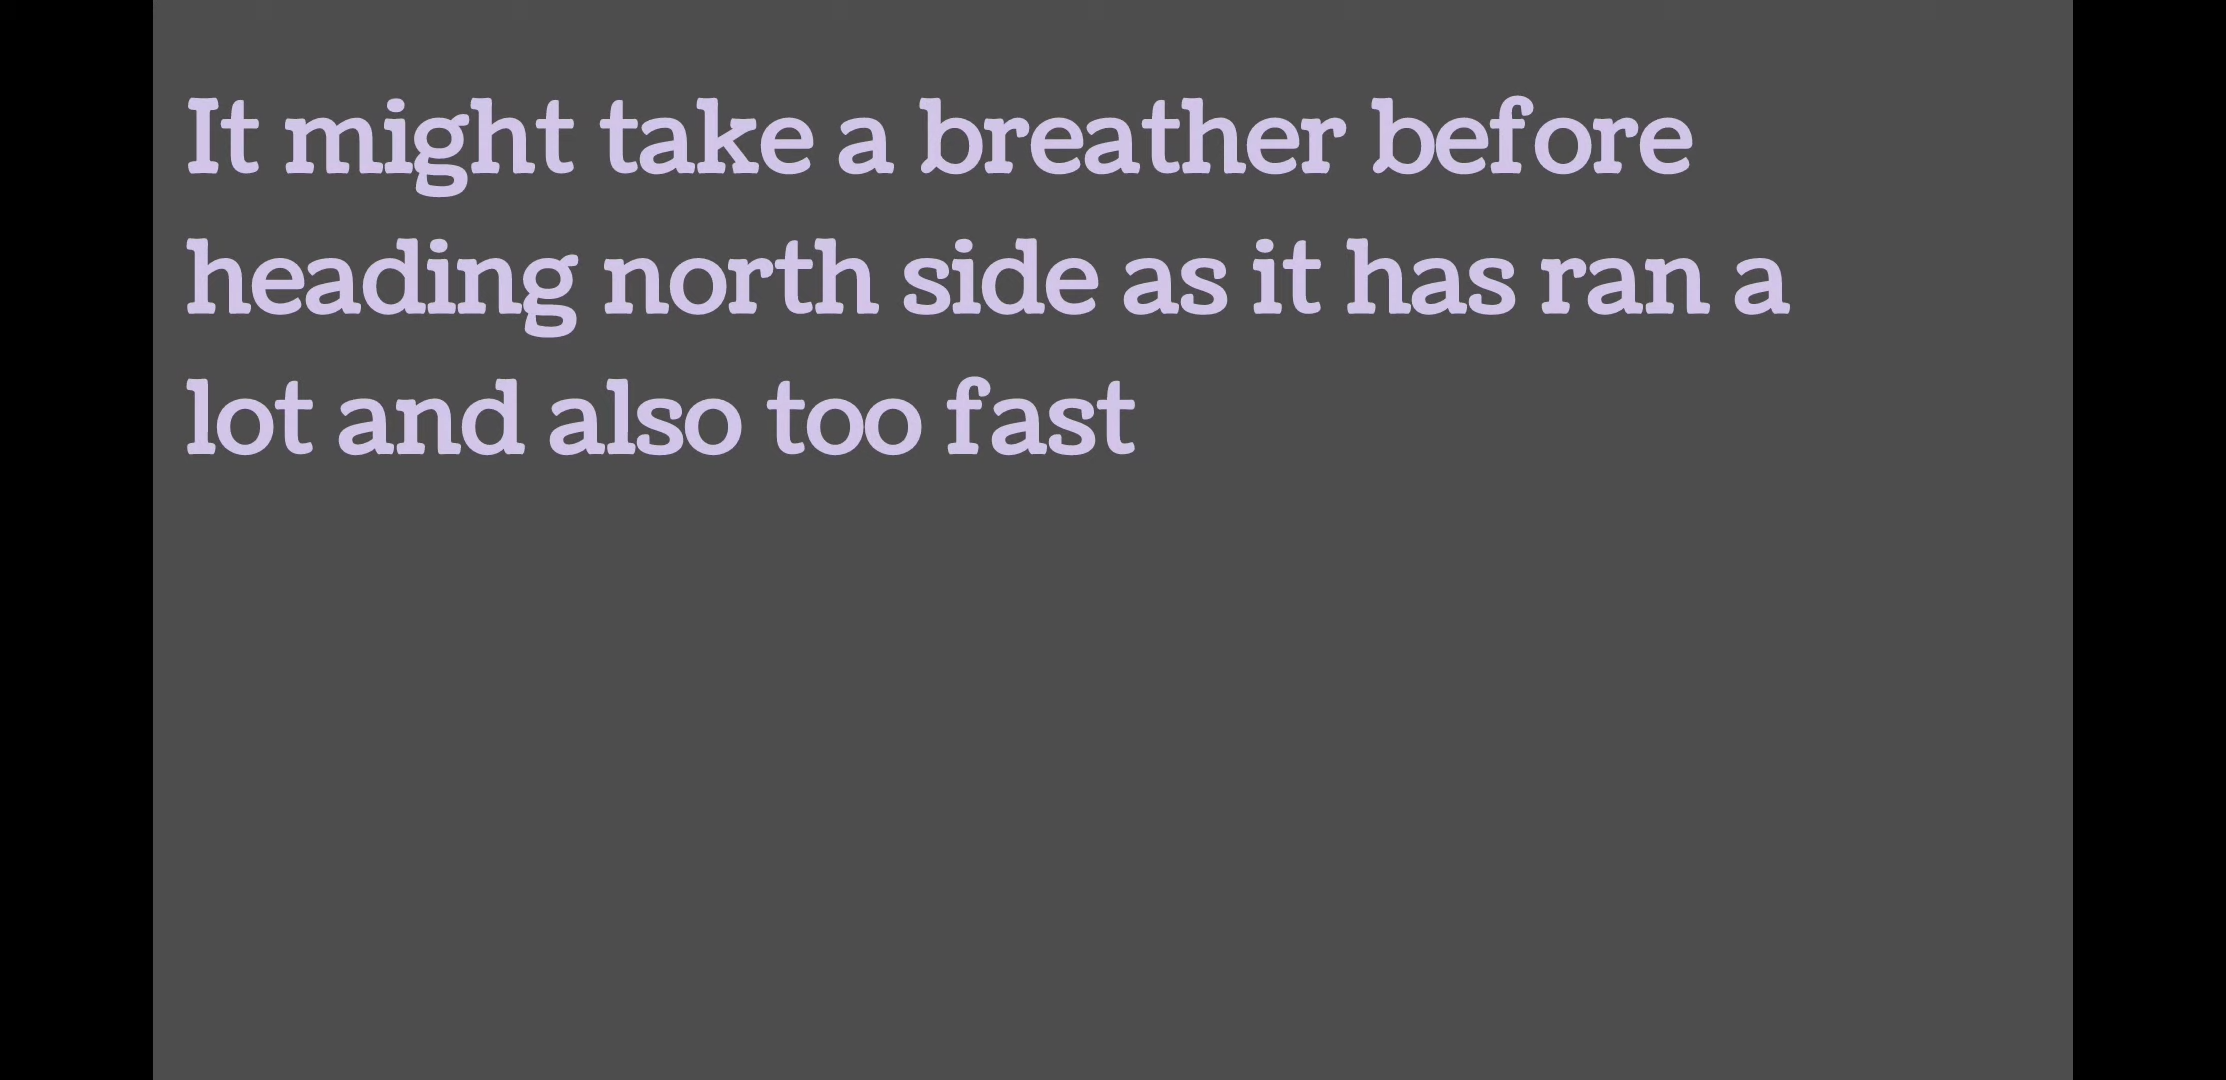 It might take a breather before
heading north side as it has ran a
lot and also too fast